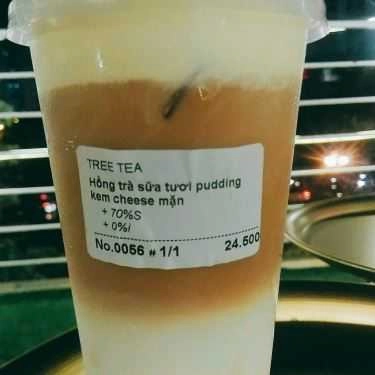 TREE TEA
Hồng trà sữa tươi pudding
kem cheese mặn
+ 70%S
+ 0%I
No.0056 # 1/1 24.500